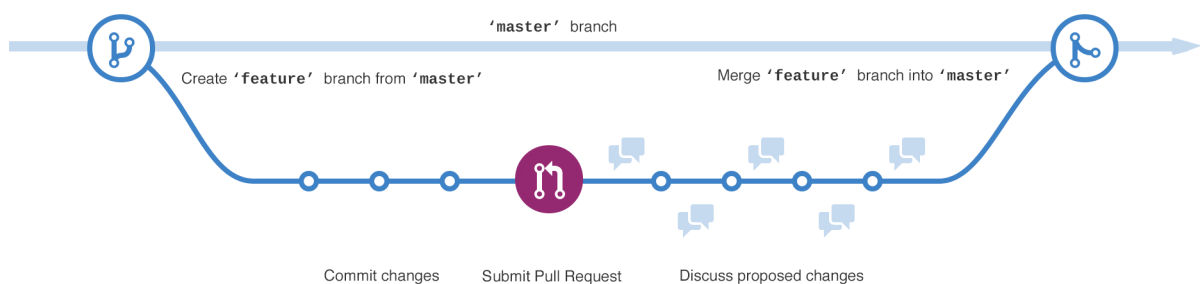 ‘master’ branch
Create ‘feature’ branch from ‘master’
Merge ‘feature’ branch into ‘master’
Commit changes
Submit Pull Request
Discuss proposed changes